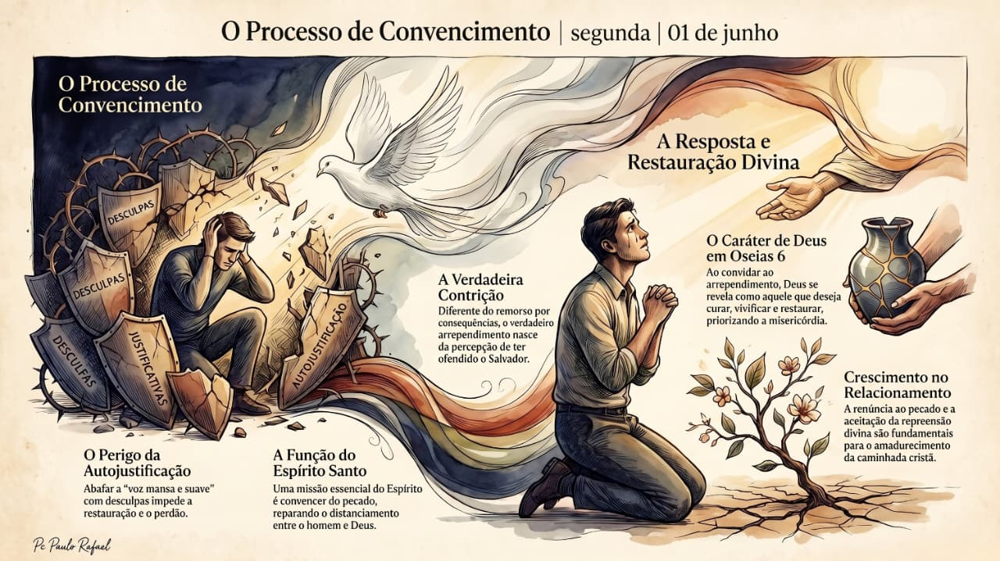 O Processo de Convencimento | segunda | 01 de junho
O Processo de
Convencimento
DESCULPAS
DESCULPAS
DESCULFAS
JUSTIFICATIVAS
AUTOJUSTIFICAÇÃO
O Perigo da
Autojustificação
Abafar a “voz mansa e suave”
com desculpas impede a
restauração e o perdão.
A Função do
Espírito Santo
Uma missão essencial do Espírito
é convencer do pecado,
reparando o distanciamento
entre o homem e Deus.
A Verdadeira
Contrição
Diferente do remorso por
consequências, o verdadeiro
arrependimento nasce
da percepção de ter
ofendido o Salvador.
A Resposta e
Restauração Divina
O Caráter de Deus
em Oseias 6
Ao convidar ao
arrependimento, Deus se
revela como aquele que deseja
curar, vivificar e restaurar,
priorizando a misericórdia.
Crescimento no
Relacionamento
A renúncia ao pecado e a
aceitação da repreensão
divina são fundamentais
para o amadurecimento
da caminhada cristã.
Pc Paulo Rafael